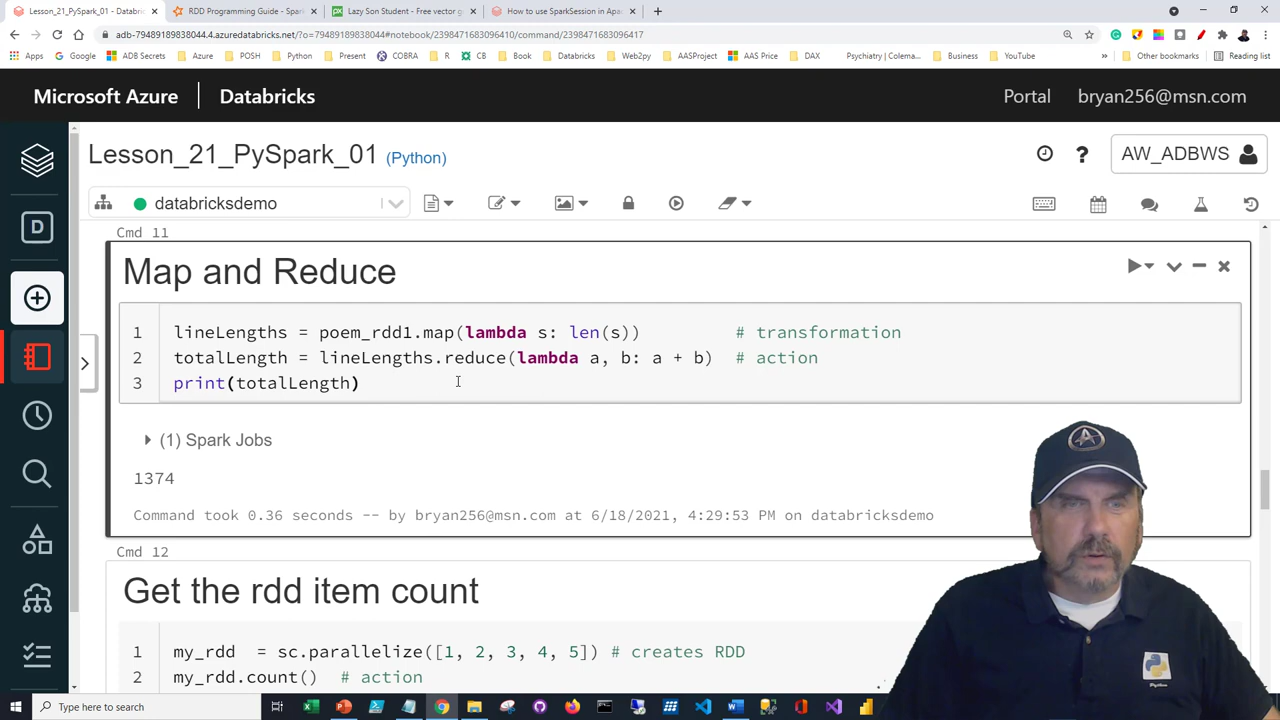 Lesson_21_PySpark_01 - Databric
RDD Programming Guide - Spar
Lazy Son Student - Free vector g
How to use SparkSession in Apac
adb-79489189838044.4.azuredatabricks.net/?o=79489189838044#notebook/2398471683096410/command/2398471683096417
Apps Google Azure POSH Python Present COBRA R CB Book Databricks Web2py AASProject AAS Price DAX Psychiatry | Colema... Business YouTube » Other bookmarks Reading list
ADB Secrets
Microsoft Azure Databricks Portal bryan256@msn.com
Lesson_21_PySpark_01 (Python) AW_ADBWS
databricksdemo
Cmd 11
Map and Reduce
1 lineLengths = poem_rdd1.map(lambda s: len(s)) # transformation
2 totalLength = lineLengths.reduce(lambda a, b: a + b) # action
3 print(totalLength)
(1) Spark Jobs
1374
Command took 0.36 seconds -- by bryan256@msn.com at 6/18/2021, 4:29:53 PM on databricksdemo
Cmd 12
Get the rdd item count
1 my_rdd = sc.parallelize([1, 2, 3, 4, 5]) # creates RDD
2 my_rdd.count() # action
Python
Type here to search